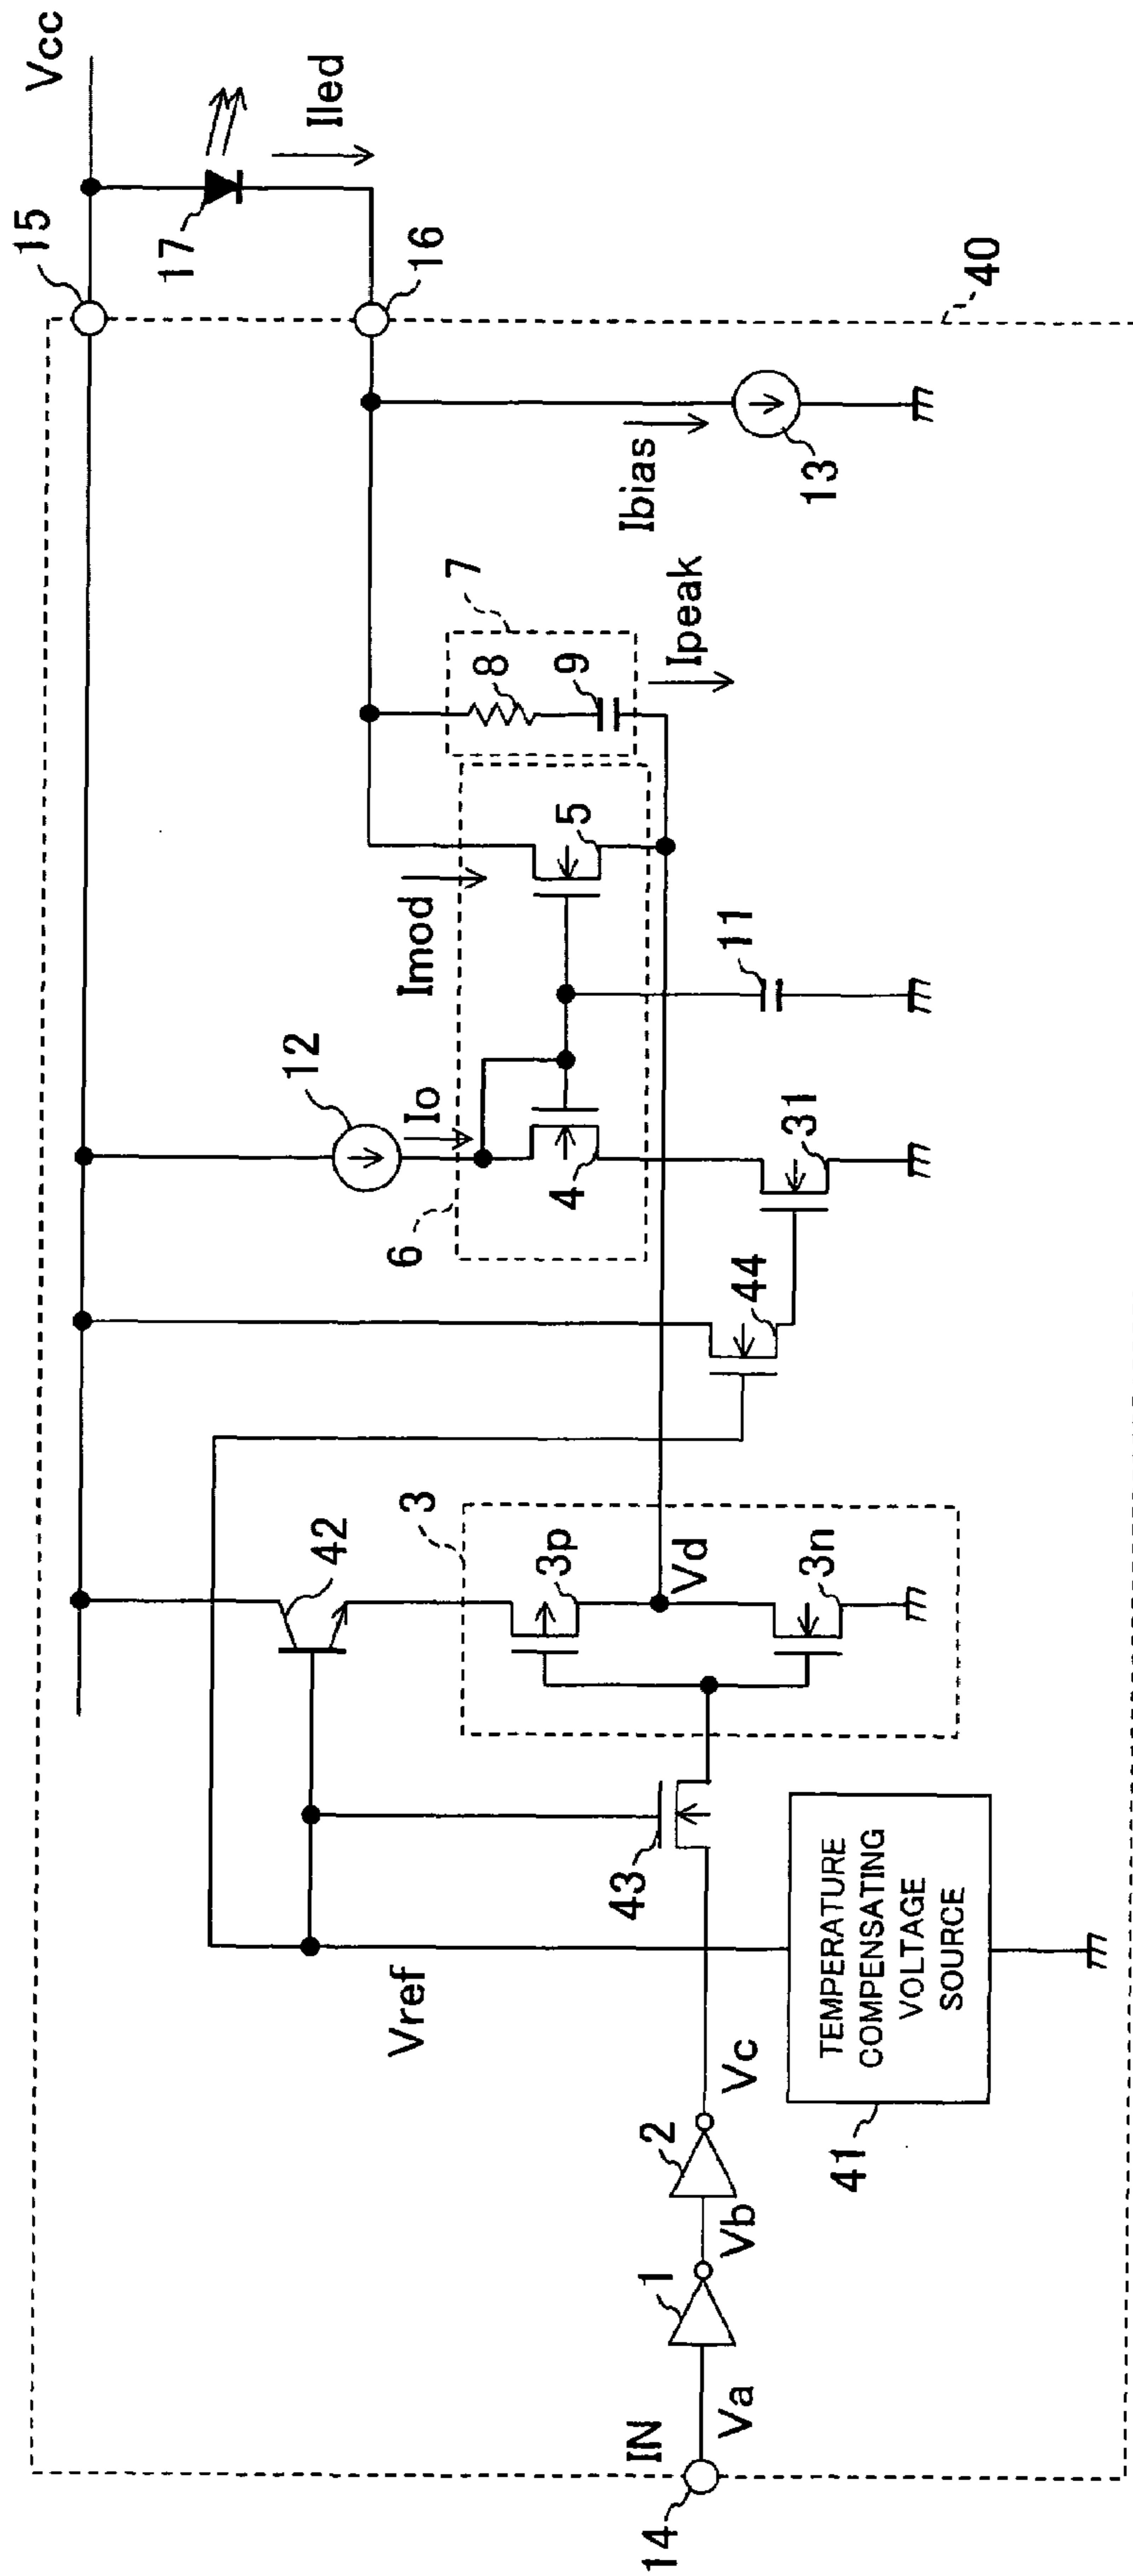 Vcc
15
17
Iled
16
40
Ibias
13
7
8
9
Ipeak
Imod
5
11
12
Io
6
4
31
44
42
3
3p
Vd
3n
43
Vref
TEMPERATURE
COMPENSATING
VOLTAGE
SOURCE
41
Vc
2
Vb
1
Va
IN
14